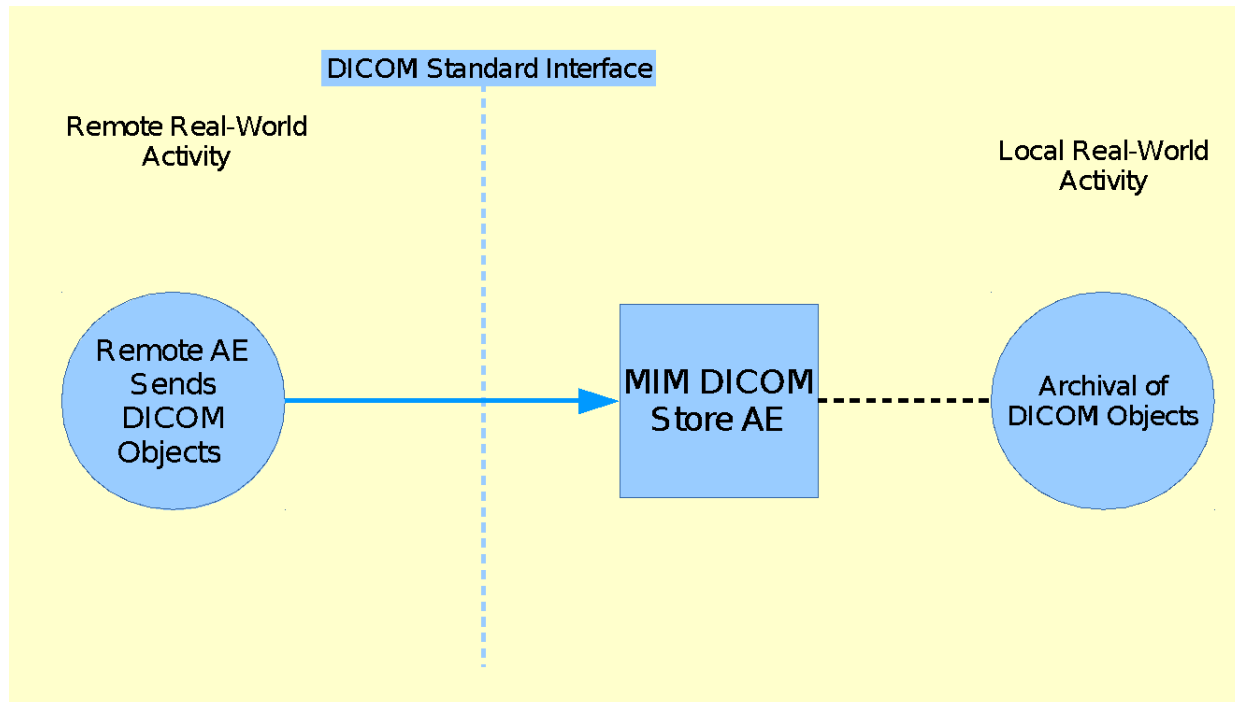 DICOM Standard Interface
Remote Real-World
Activity
Local Real-World
Activity
Remote AE
Sends
DICOM
Objects
MIM DICOM
Store AE
Archival of
DICOM Objects